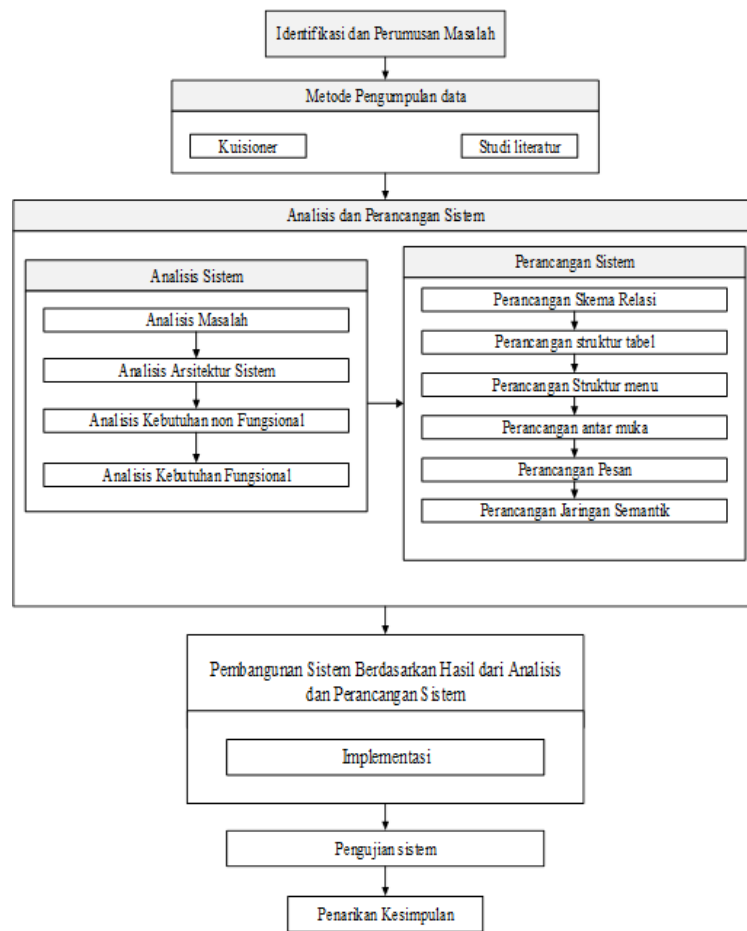 Identifikasi dan Perumusan Masalah
Metode Pengumpulan data
Kuisioner
Studi literatur
Analisis dan Perancangan Sistem
Analisis Sistem
Analisis Masalah
Analisis Arsitektur Sistem
Analisis Kebutuhan non Fungsional
Analisis Kebutuhan Fungsional
Perancangan Sistem
Perancangan Skema Relasi
Perancangan struktur tabel
Perancangan Struktur menu
Perancangan antar muka
Perancangan Pesan
Perancangan Jaringan Semantik
Pembangunan Sistem Berdasarkan Hasil dari Analisis
dan Perancangan Sistem
Implementasi
Pengujian sistem
Penarikan Kesimpulan